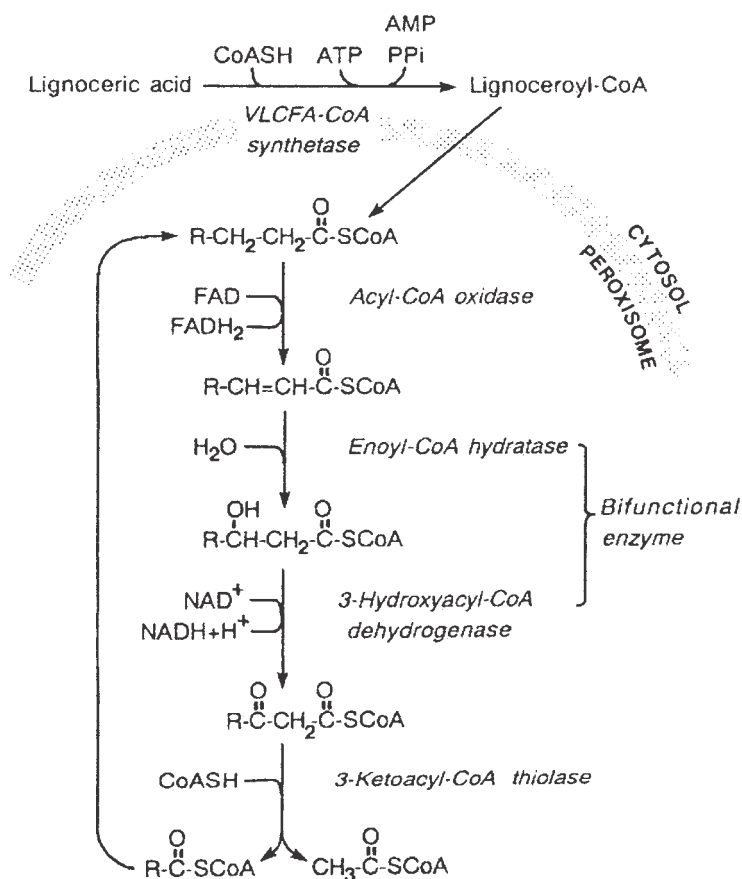 AMP
CoASH ATP PPi
Lignoceric acid Lignoceroyl-CoA
VLCFA-CoA
synthetase
CYTOSOL
PEROXISOME
O
R-CH2-CH2-C-SCoA
FAD
FADH2
Acyl-CoA oxidase
O
R-CH=CH-C-SCoA
H2O Enoyl-CoA hydratase
OH O
R-CH-CH2-C-SCoA
Bifunctional
enzyme
NAD+
NADH+H+
3-Hydroxyacyl-CoA
dehydrogenase
O O
R-C-CH2C-SCoA
CoASH 3-Ketoacyl-CoA thiolase
O O
R-C-SCoA CH3-C-SCoA